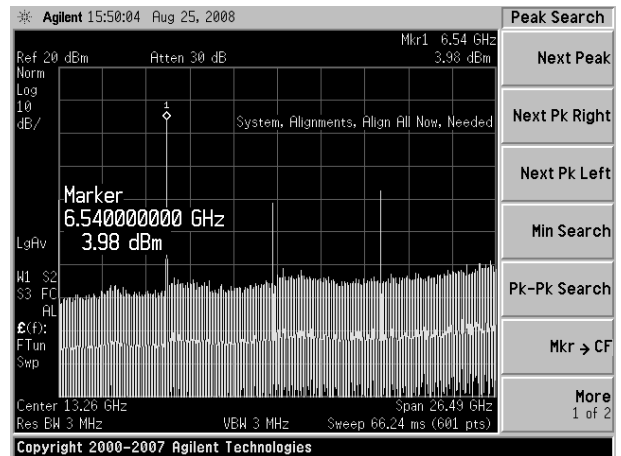 Agilent 15:50:04 Aug 25, 2008
Peak Search
Mkr1 6.54 GHz
Ref 20 dBm Atten 30 dB 3.98 dBm
Norm
Log
10
dB/
1
System, Alignments, Align All Now, Needed
Marker
6.540000000 GHz
3.98 dBm
LgAv
W1 S2
S3 FC
AL
£(f):
FTun
Swp
Center 13.26 GHz Span 26.49 GHz
Res BW 3 MHz VBW 3 MHz Sweep 66.24 ms (601 pts)
Copyright 2000-2007 Agilent Technologies
Next Peak
Next Pk Right
Next Pk Left
Min Search
Pk-Pk Search
Mkr → CF
More
1 of 2